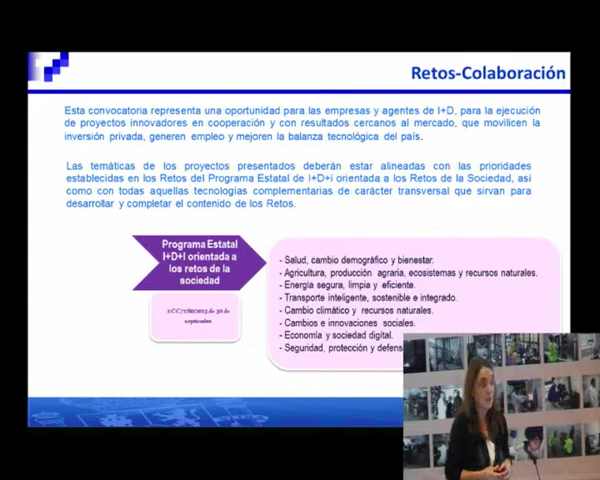 Retos-Colaboración
Esta convocatoria representa una oportunidad para las empresas y agentes de I+D, para la ejecución
de proyectos innovadores en cooperación y con resultados cercanos al mercado, que movilicen la
inversión privada, generen empleo y mejoren la balanza tecnológica del país.
Las temáticas de los proyectos presentados deberán estar alineadas con las prioridades
establecidas en los Retos del Programa Estatal de I+D+i orientada a los Retos de la Sociedad, así
como con todas aquellas tecnologías complementarias de carácter transversal que sirvan para
desarrollar y completar el contenido de los Retos.
Programa Estatal
I+D+I orientada a
los retos de la
sociedad
de 30 de
septiembre
- Salud, cambio demográfico y bienestar.
- Agricultura, producción agraria, ecosistemas y recursos naturales.
- Energía segura, limpia y eficiente.
- Transporte inteligente, sostenible e integrado.
- Cambio climático y recursos naturales.
- Cambios e innovaciones sociales.
- Economía y sociedad digital.
- Seguridad, protección y defens